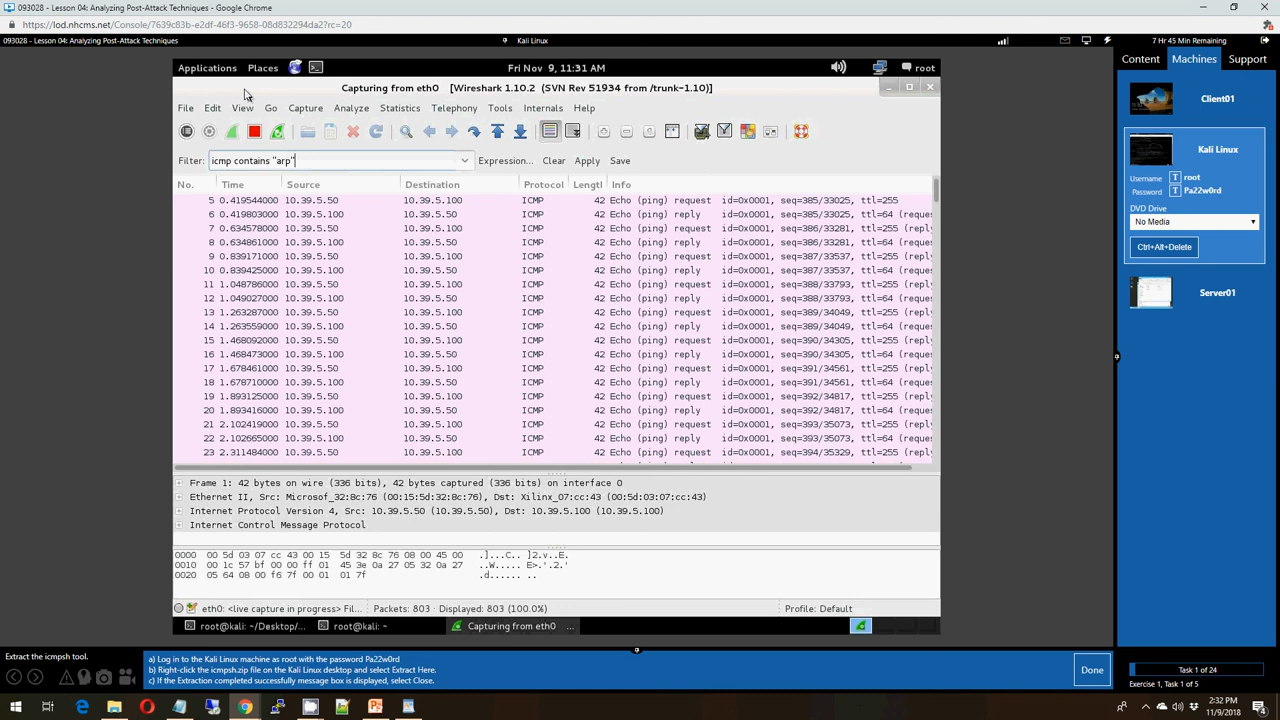 093028 - Lesson 04: Analyzing Post-Attack Techniques - Google Chrome
https://lod.nhcms.net/Console/7639c83b-e2df-46f3-9658-08d832294da2?rc=20
093028 - Lesson 04: Analyzing Post-Attack Techniques
Kali Linux
7 Hr 45 Min Remaining
Content Machines Support
Applications Places
Fri Nov 9, 11:31 AM
root
Capturing from eth0 [Wireshark 1.10.2 (SVN Rev 51934 from /trunk-1.10)]
File Edit View Go Capture Analyze Statistics Telephony Tools Internals Help
Filter: icmp contains "arp" Expression... Clear Apply Save
No. Time Source Destination Protocol Lengtl Info
5 0.419544000 10.39.5.50 10.39.5.100 ICMP 42 Echo (ping) request id=0x0001, seq=385/33025, ttl=255
6 0.419803000 10.39.5.100 10.39.5.50 ICMP 42 Echo (ping) reply id=0x0001, seq=385/33025, ttl=64 (reque
7 0.634578000 10.39.5.50 10.39.5.100 ICMP 42 Echo (ping) request id=0x0001, seq=386/33281, ttl=255
8 0.634861000 10.39.5.100 10.39.5.50 ICMP 42 Echo (ping) reply id=0x0001, seq=386/33281, ttl=64 (reque
9 0.839171000 10.39.5.50 10.39.5.100 ICMP 42 Echo (ping) request id=0x0001, seq=387/33537, ttl=255
10 0.839425000 10.39.5.100 10.39.5.50 ICMP 42 Echo (ping) reply id=0x0001, seq=387/33537, ttl=64 (reque
11 1.048786000 10.39.5.50 10.39.5.100 ICMP 42 Echo (ping) request id=0x0001, seq=388/33793, ttl=255
12 1.049027000 10.39.5.100 10.39.5.50 ICMP 42 Echo (ping) reply id=0x0001, seq=388/33793, ttl=64 (reque
13 1.263287000 10.39.5.50 10.39.5.100 ICMP 42 Echo (ping) request id=0x0001, seq=389/34049, ttl=255
14 1.263559000 10.39.5.100 10.39.5.50 ICMP 42 Echo (ping) reply id=0x0001, seq=389/34049, ttl=64 (reque
15 1.468092000 10.39.5.50 10.39.5.100 ICMP 42 Echo (ping) request id=0x0001, seq=390/34305, ttl=255
16 1.468473000 10.39.5.100 10.39.5.50 ICMP 42 Echo (ping) reply id=0x0001, seq=390/34305, ttl=64 (reque
17 1.678461000 10.39.5.50 10.39.5.100 ICMP 42 Echo (ping) request id=0x0001, seq=391/34561, ttl=255
18 1.678710000 10.39.5.100 10.39.5.50 ICMP 42 Echo (ping) reply id=0x0001, seq=391/34561, ttl=64 (reque
19 1.893125000 10.39.5.50 10.39.5.100 ICMP 42 Echo (ping) request id=0x0001, seq=392/34817, ttl=255
20 1.893416000 10.39.5.100 10.39.5.50 ICMP 42 Echo (ping) reply id=0x0001, seq=392/34817, ttl=64 (reque
21 2.102419000 10.39.5.50 10.39.5.100 ICMP 42 Echo (ping) request id=0x0001, seq=393/35073, ttl=255
22 2.102665000 10.39.5.100 10.39.5.50 ICMP 42 Echo (ping) reply id=0x0001, seq=393/35073, ttl=64 (reque
23 2.311484000 10.39.5.50 10.39.5.100 ICMP 42 Echo (ping) request id=0x0001, seq=394/35329, ttl=255
Frame 1: 42 bytes on wire (336 bits), 42 bytes captured (336 bits) on interface 0
Ethernet II, Src: Microsof_32:8c:76 (00:15:5d:32:8c:76), Dst: Xilinx_07:cc:43 (00:5d:03:07:cc:43)
Internet Protocol Version 4, Src: 10.39.5.50 (10.39.5.50), Dst: 10.39.5.100 (10.39.5.100)
Internet Control Message Protocol
0000 00 5d 03 07 cc 43 00 15 5d 32 8c 76 08 00 45 00 .]...C.. ]2.v..E.
0010 00 1c 57 bf 00 00 ff 01 45 3e 0a 27 05 32 0a 27 ..W..... E>.'.2.'
0020 05 64 08 00 f6 7f 00 01 01 7f .d...... ..
eth0: <live capture in progress> Fil... Packets: 803 · Displayed: 803 (100.0%) Profile: Default
root@kali: ~/Desktop/... root@kali: ~ Capturing from eth0 ...
Client01
Kali Linux
Username T root
Password T Pa22w0rd
DVD Drive
No Media
Ctrl+Alt+Delete
Server01
Extract the icmpsh tool.
a) Log in to the Kali Linux machine as root with the password Pa22w0rd
b) Right-click the icmpsh.zip file on the Kali Linux desktop and select Extract Here.
c) If the Extraction completed successfully message box is displayed, select Close.
Done
Task 1 of 24
Exercise 1, Task 1 of 5
2:32 PM
11/9/2018
4